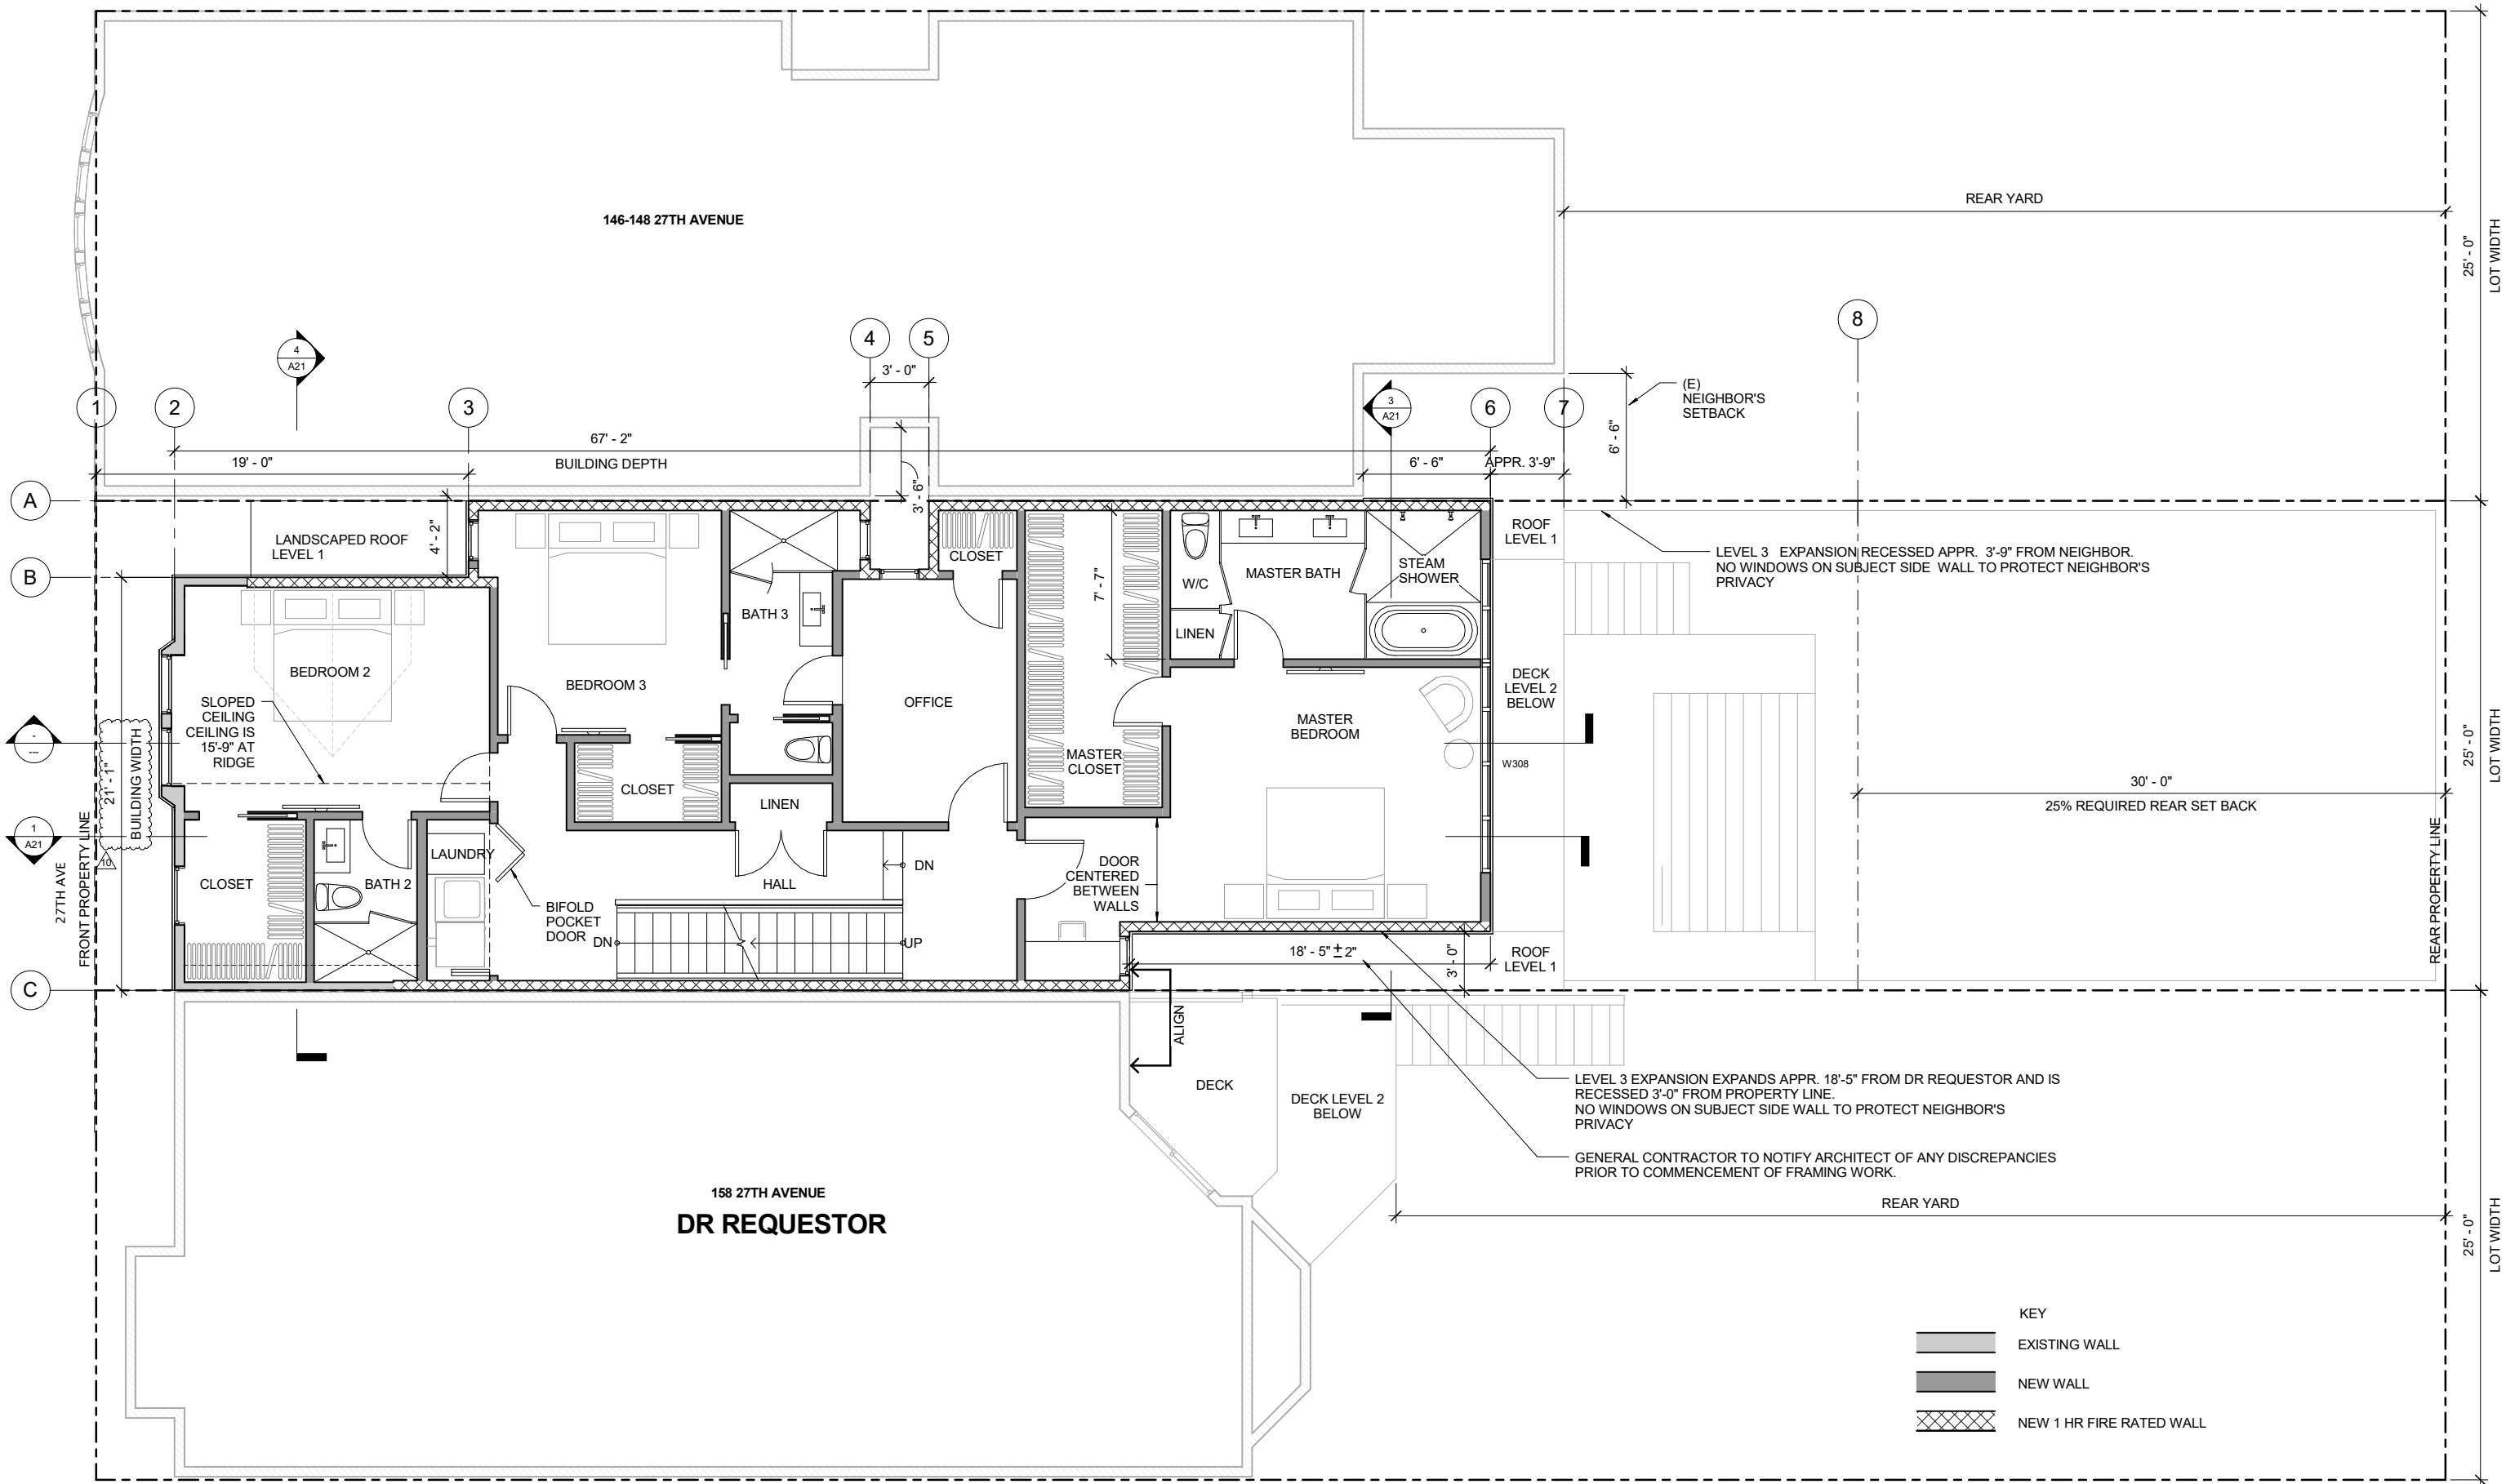 146-148 27TH AVENUE
REAR YARD
25' - 0"
LOT WIDTH
4
A21
4
5
8
3' - 0"
1
2
3
3
A21
6
7
(E)
NEIGHBOR'S
SETBACK
6' - 6"
67' - 2"
BUILDING DEPTH
19' - 0"
6' - 6"
APPR. 3'-9"
3' - 6"
A
4' - 2"
LANDSCAPED ROOF
LEVEL 1
CLOSET
ROOF
LEVEL 1
LEVEL 3 EXPANSION RECESSED APPR. 3'-9" FROM NEIGHBOR.
NO WINDOWS ON SUBJECT SIDE WALL TO PROTECT NEIGHBOR'S
PRIVACY
B
7' - 7"
W/C
MASTER BATH
STEAM
SHOWER
BATH 3
LINEN
BEDROOM 2
BEDROOM 3
OFFICE
DECK
LEVEL 2
BELOW
SLOPED
CEILING
CEILING IS
15'-9" AT
RIDGE
MASTER
BEDROOM
MASTER
CLOSET
W308
-
---
21' - 1"
BUILDING WIDTH
10
1
A21
27TH AVE
FRONT PROPERTY LINE
25' - 0"
LOT WIDTH
30' - 0"
25% REQUIRED REAR SET BACK
REAR PROPERTY LINE
CLOSET
LINEN
LAUNDRY
CLOSET
BATH 2
HALL
DN
DOOR
CENTERED
BETWEEN
WALLS
BIFOLD
POCKET
DOOR
DN
UP
18' - 5" ± 2"
3' - 0"
ROOF
LEVEL 1
C
ALIGN
DECK
DECK LEVEL 2
BELOW
LEVEL 3 EXPANSION EXPANDS APPR. 18'-5" FROM DR REQUESTOR AND IS
RECESSED 3'-0" FROM PROPERTY LINE.
NO WINDOWS ON SUBJECT SIDE WALL TO PROTECT NEIGHBOR'S
PRIVACY
GENERAL CONTRACTOR TO NOTIFY ARCHITECT OF ANY DISCREPANCIES
PRIOR TO COMMENCEMENT OF FRAMING WORK.
158 27TH AVENUE
DR REQUESTOR
REAR YARD
25' - 0"
LOT WIDTH
KEY
EXISTING WALL
NEW WALL
NEW 1 HR FIRE RATED WALL